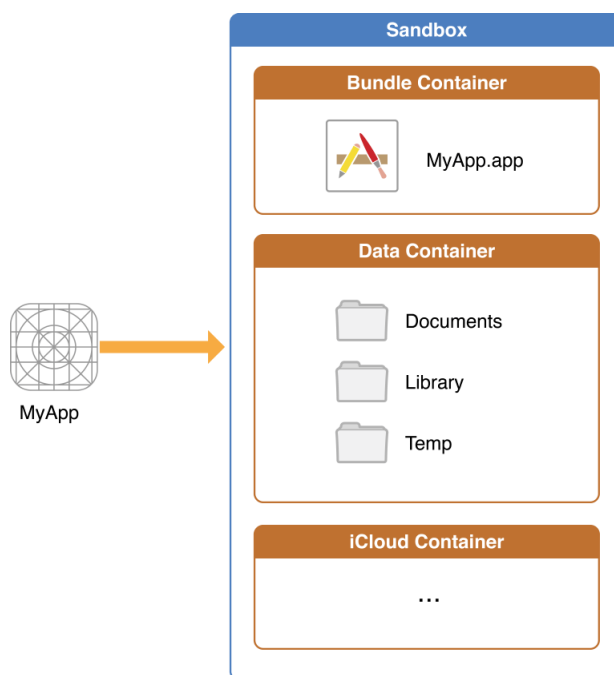 Sandbox
Bundle Container
MyApp.app
Data Container
Documents
Library
Temp
MyApp
iCloud Container
...